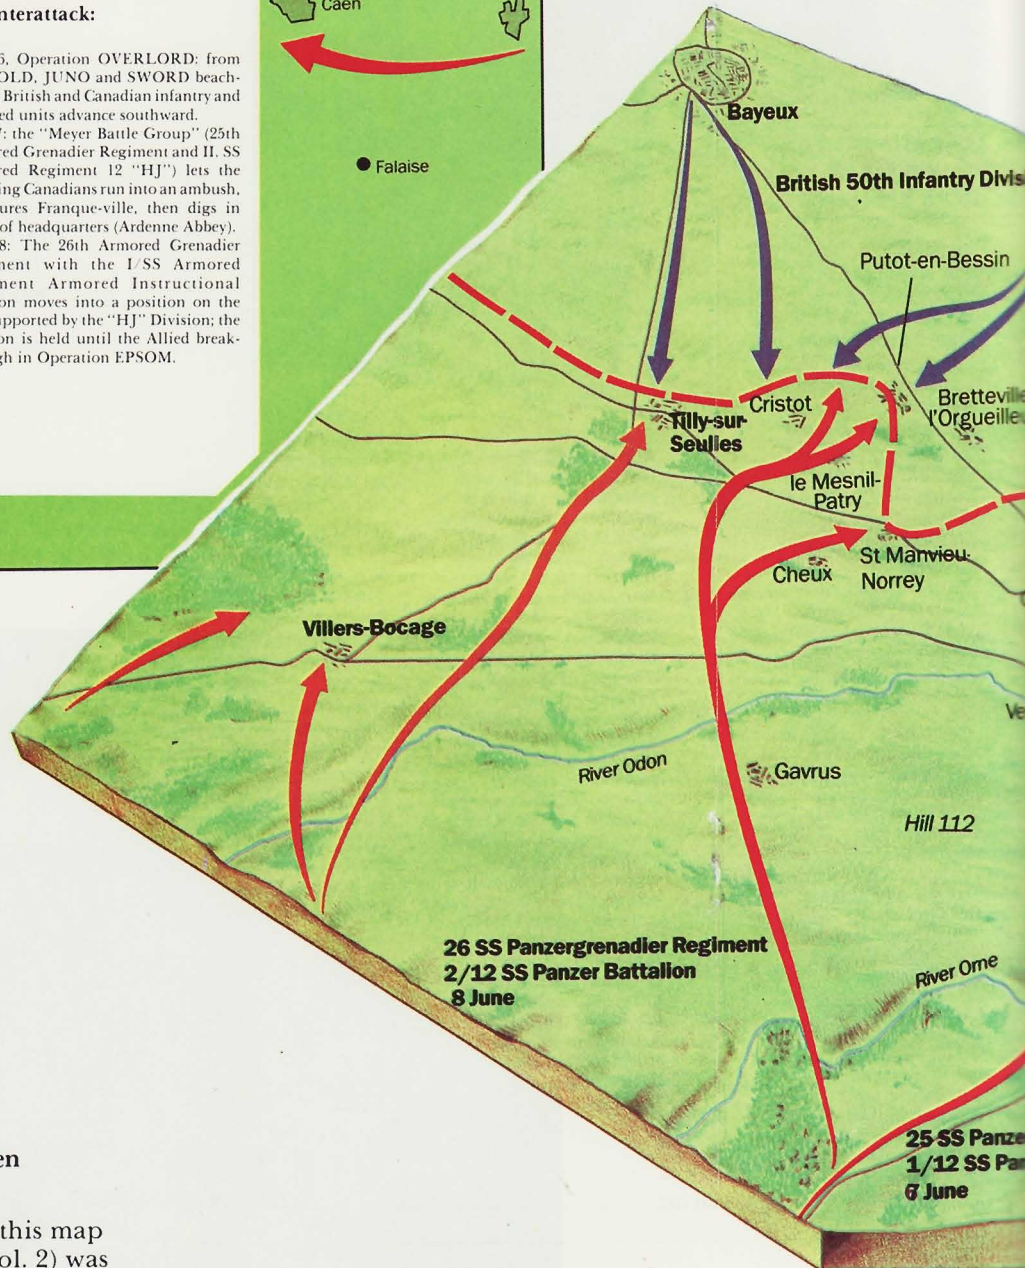 nterattack:
6, Operation OVERLORD: from
OLD, JUNO and SWORD beach-
British and Canadian infantry and
ed units advance southward.
7: the "Meyer Battle Group" (25th
red Grenadier Regiment and II. SS
red Regiment 12 "HJ") lets the
ing Canadians run into an ambush,
ures Franque-ville, then digs in
of headquarters (Ardenne Abbey).
8: The 26th Armored Grenadier
ment with the I/SS Armored
ment Armored Instructional
on moves into a position on the
upported by the "HJ" Division; the
on is held until the Allied break-
gh in Operation EPSOM.
Caen
Falaise
Bayeux
British 50th Infantry Divis
Putot-en-Bessin
Cristot
Bretteville
l'Orgueille
Tilly-sur-
Seulles
le Mesnil-
Patry
St Manvieu-
Norrey
Cheux
Villers-Bocage
Ve
River Odon
Gavrus
Hill 112
26 SS Panzergrenadier Regiment
2/12 SS Panzer Battalion
8 June
River Orne
25 SS Panze
1/12 SS Pa
6 June
en
this map
ol. 2) was